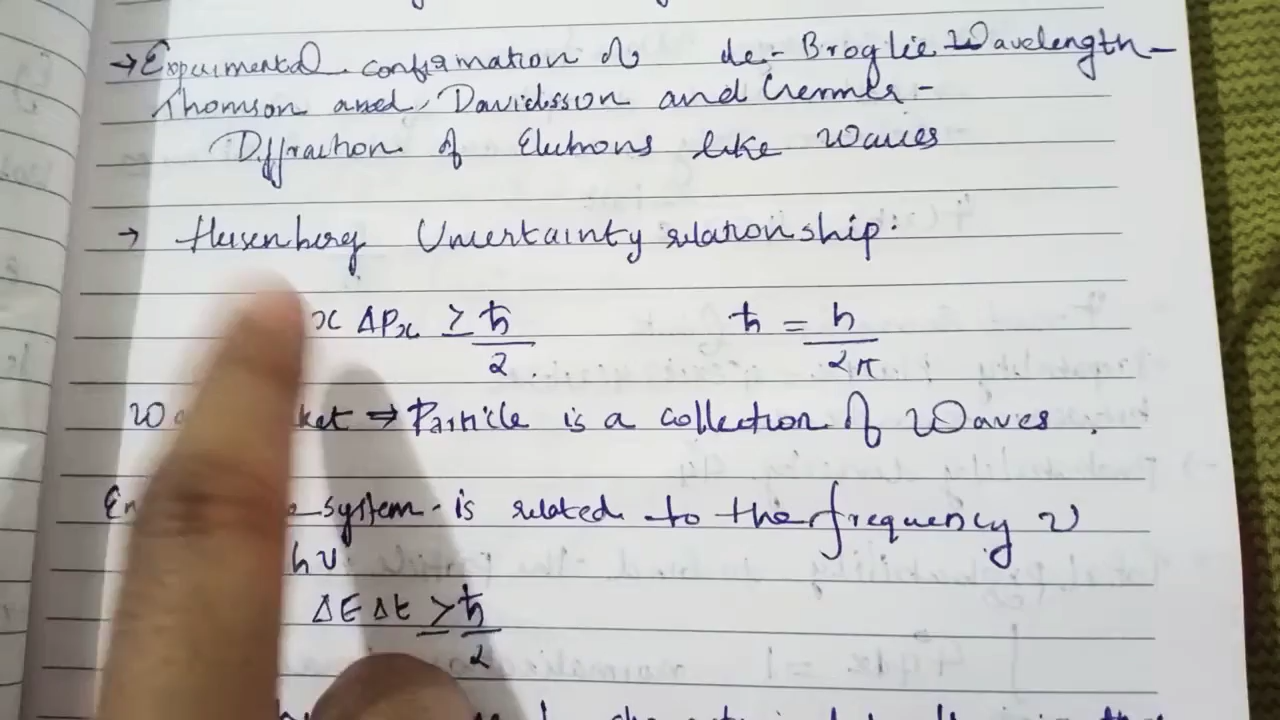 → Experimental confirmation of de-Broglie Wavelength -
Thomson and, Davidsson and Germer -
Diffraction of Electrons like Waves
→ Heisenberg Uncertainty relationship:
x ΔPx ≥ ħ/2. ħ = h/2π
⇒ Particle is a collection of Waves.
system - is related to the frequency ν
hν
ΔE Δt ≥ ħ/2